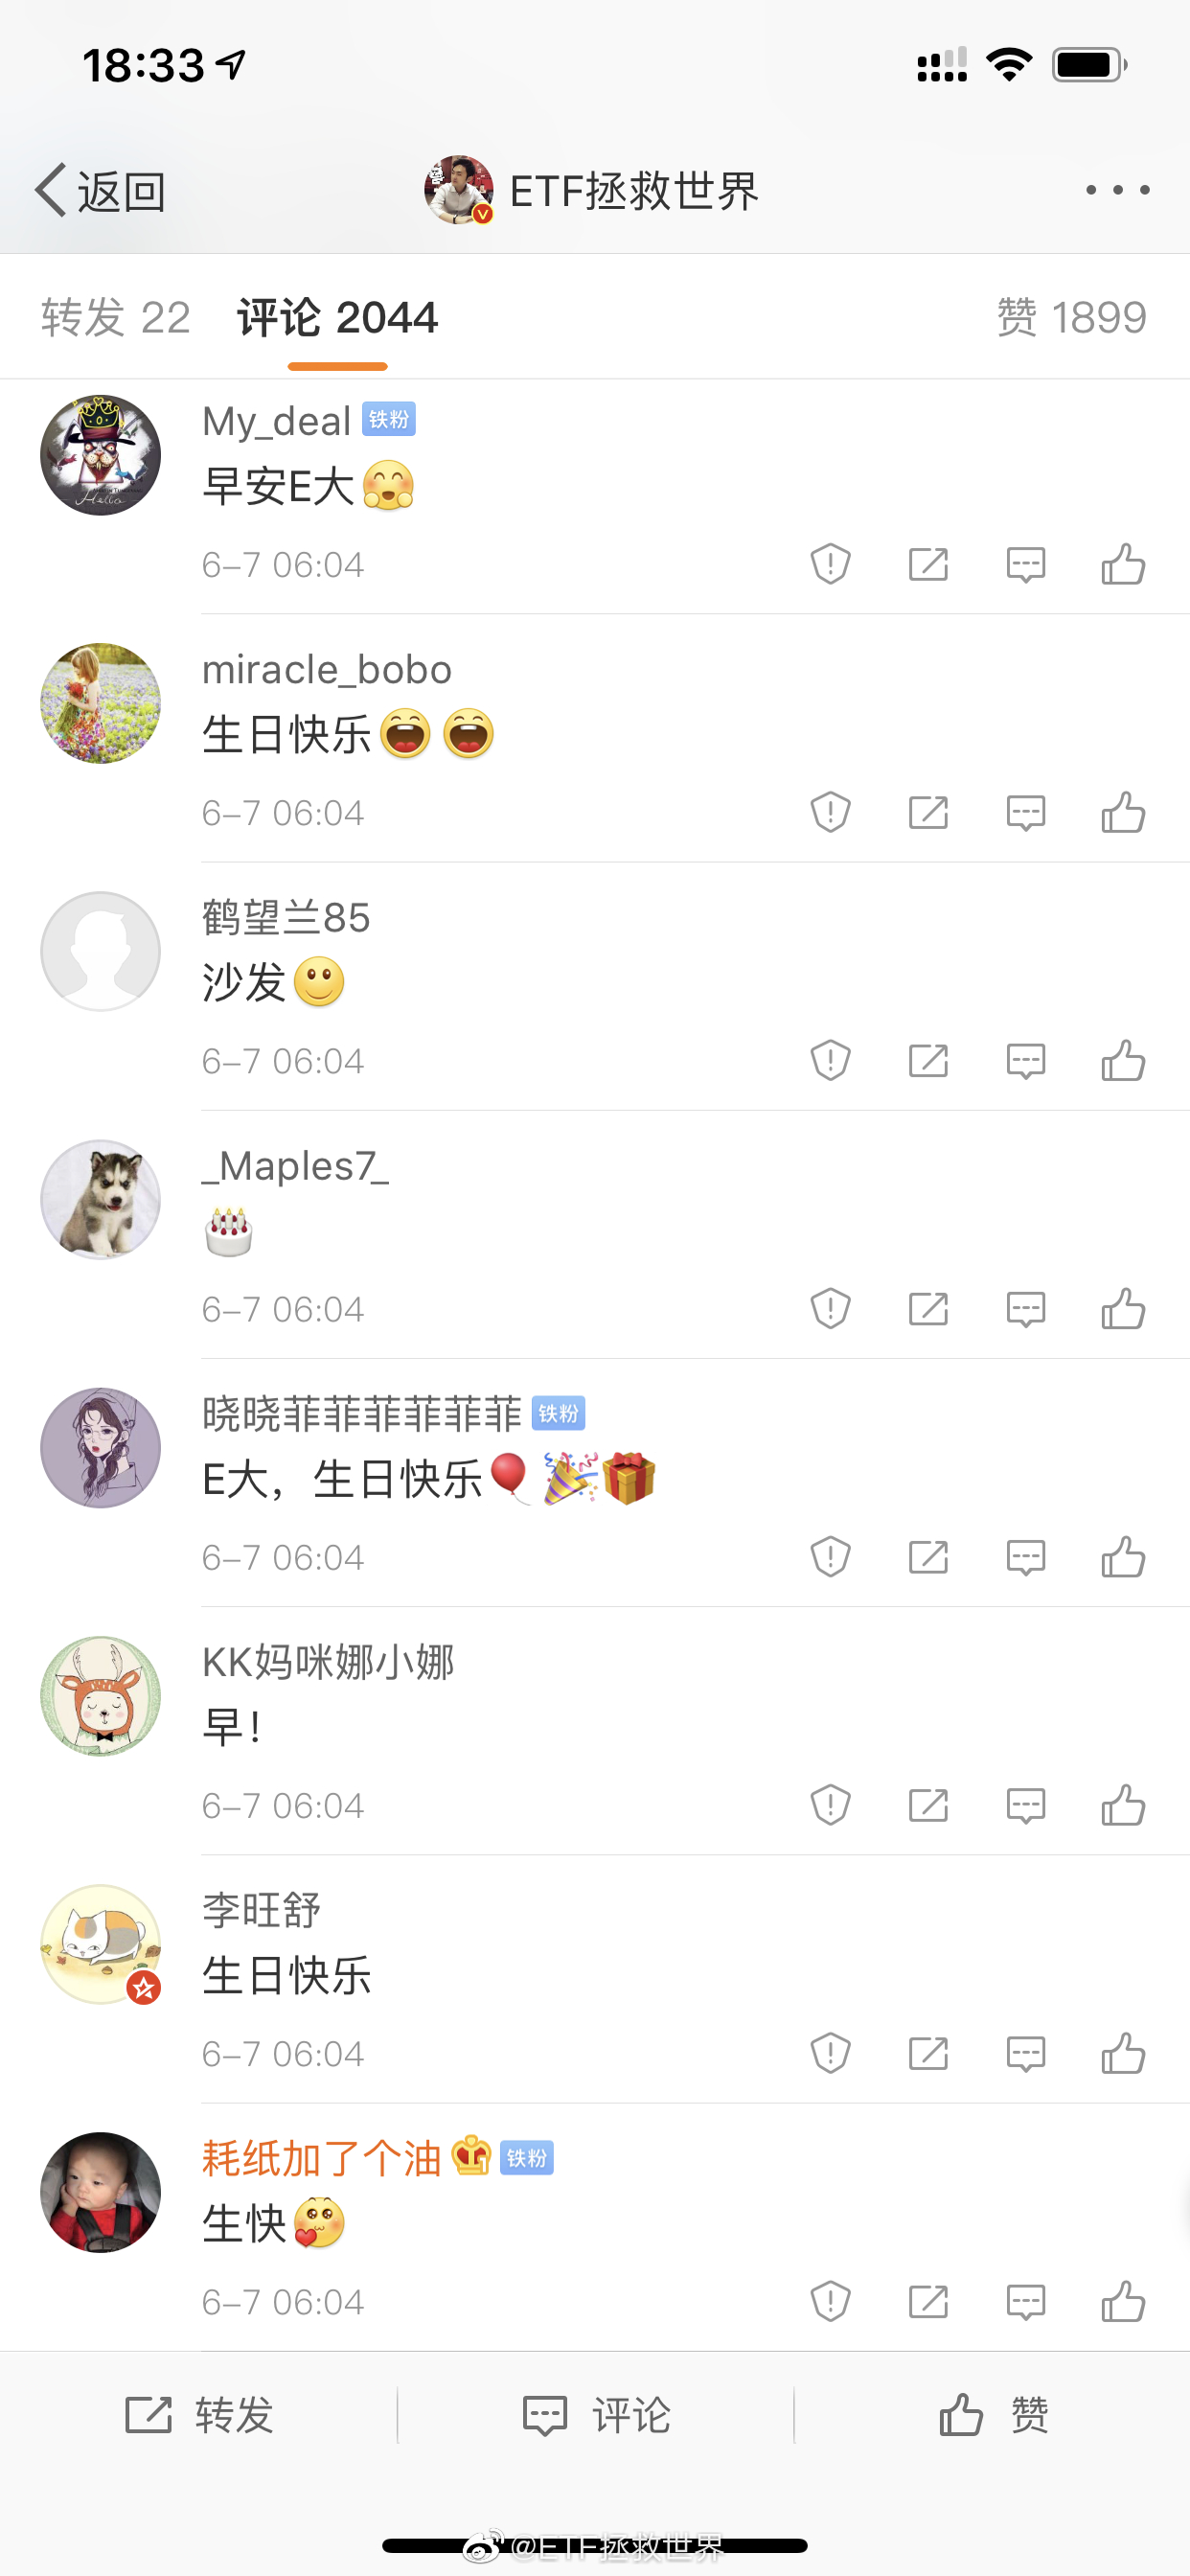 18:33
返回
ETF拯救世界
转发 22 评论 2044 赞 1899
My_deal 铁粉
早安E大
6-7 06:04
miracle_bobo
生日快乐
6-7 06:04
鹤望兰85
沙发
6-7 06:04
_Maples7_
6-7 06:04
晓晓菲菲菲菲菲菲 铁粉
E大，生日快乐
6-7 06:04
KK妈咪娜小娜
早！
6-7 06:04
李旺舒
生日快乐
6-7 06:04
耗纸加了个油 铁粉
生快
6-7 06:04
转发 评论 赞
@ETF拯救世界